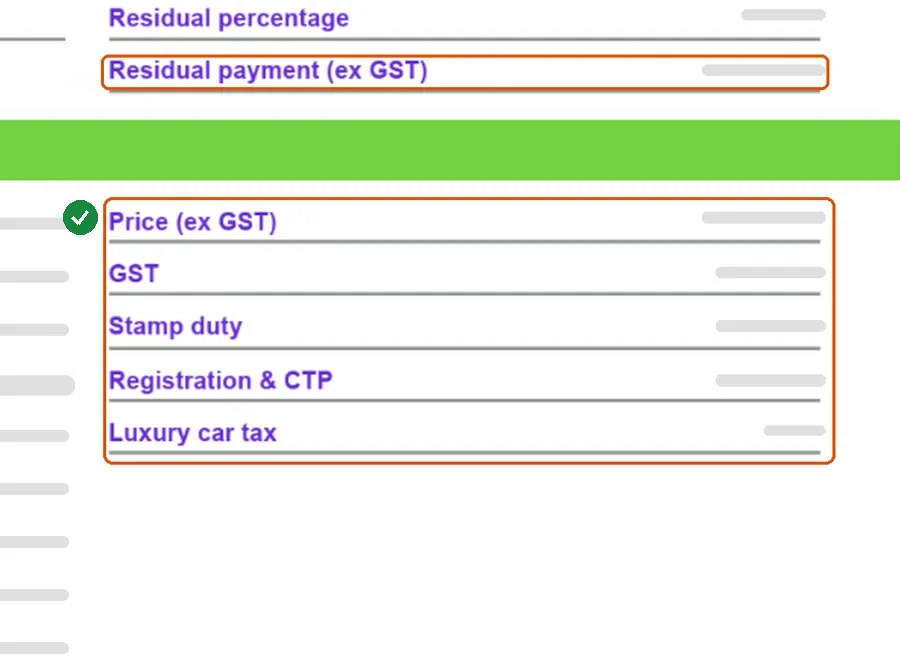 Residual percentage
Residual payment (ex GST)
Price (ex GST)
GST
Stamp duty
Registration & CTP
Luxury car tax